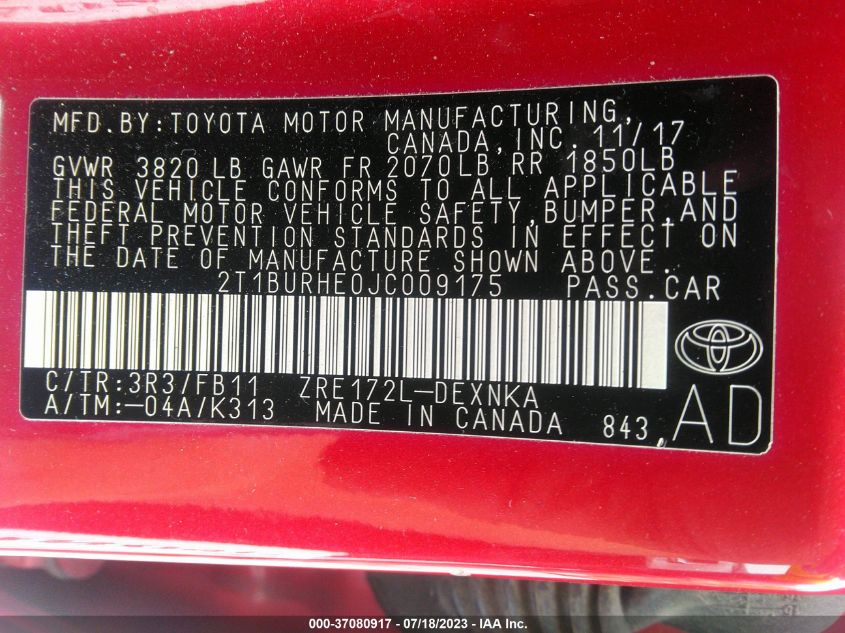 MFD.BY:TOYOTA MOTOR MANUFACTURING,
CANADA,INC. 11/17
GVWR 3820 LB GAWR FR 2070LB RR 1850LB
THIS VEHICLE CONFORMS TO ALL APPLICABLE
FEDERAL MOTOR VEHICLE SAFETY,BUMPER,AND
THEFT PREVENTION STANDARDS IN EFFECT ON
THE DATE OF MANUFACTURE SHOWN ABOVE.
2T1BURHE0JC009175 PASS.CAR
C/TR:3R3/FB11 ZRE172L-DEXNKA
A/TM:-04A/K313 MADE IN CANADA 843, AD
000-37080917 - 07/18/2023 - IAA Inc.